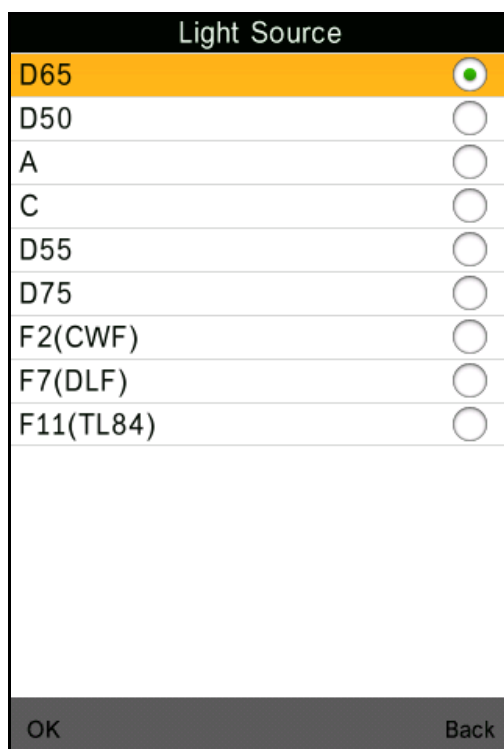 Light Source
D65
D50
A
C
D55
D75
F2(CWF)
F7(DLF)
F11(TL84)
OK Back